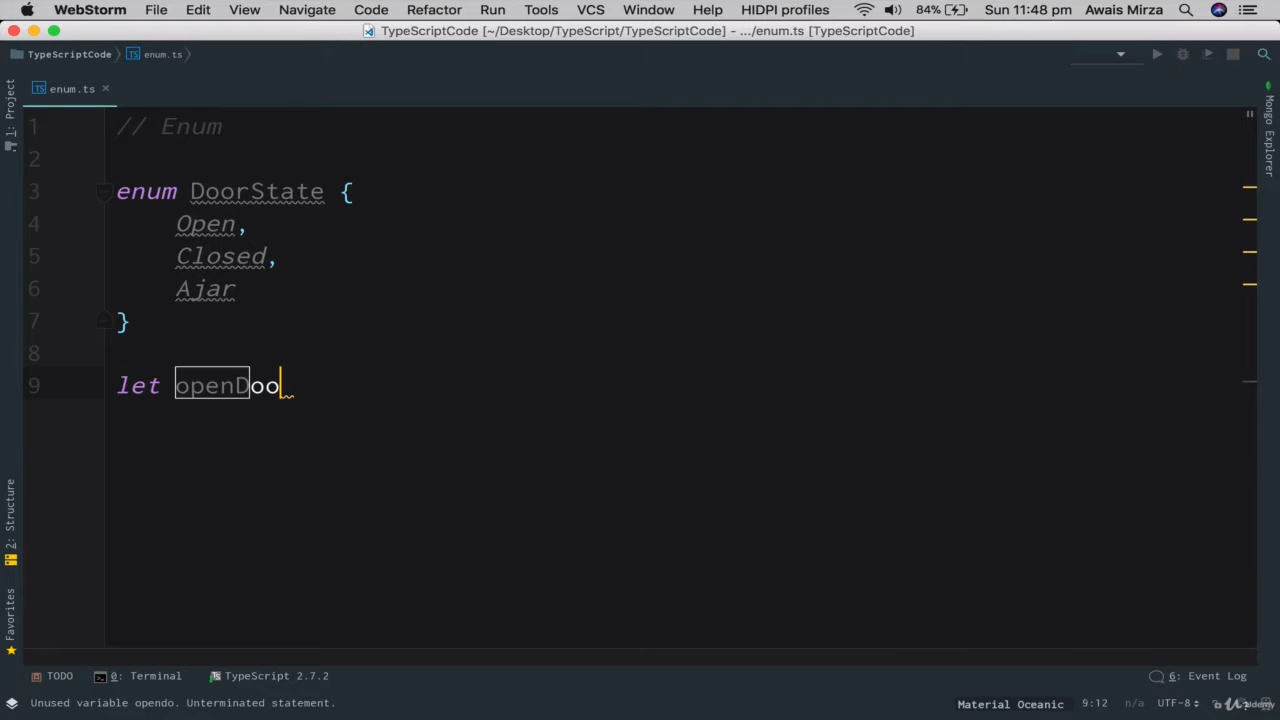 WebStorm File Edit View Navigate Code Refactor Run Tools VCS Window Help HIDPI profiles 84% Sun 11:48 pm Awais Mirza
TypeScriptCode [~/Desktop/TypeScript/TypeScriptCode] - .../enum.ts [TypeScriptCode]
TypeScriptCode enum.ts
1: Project
TS enum.ts
Mongo Explorer
1 // Enum
2
3 enum DoorState {
4 Open,
5 Closed,
6 Ajar
7 }
8
9 let openDoo
2: Structure
Favorites
TODO 0: Terminal TS TypeScript 2.7.2 6: Event Log
Unused variable opendo. Unterminated statement. Material Oceanic 9:12 n/a UTF-8
Udemy